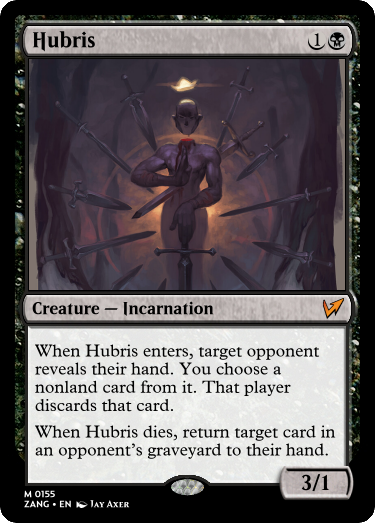 Hubris 1
Creature — Incarnation
When Hubris enters, target opponent
reveals their hand. You choose a
nonland card from it. That player
discards that card.
When Hubris dies, return target card in
an opponent's graveyard to their hand.
3/1
M 0155
ZANG • EN Jay Axer